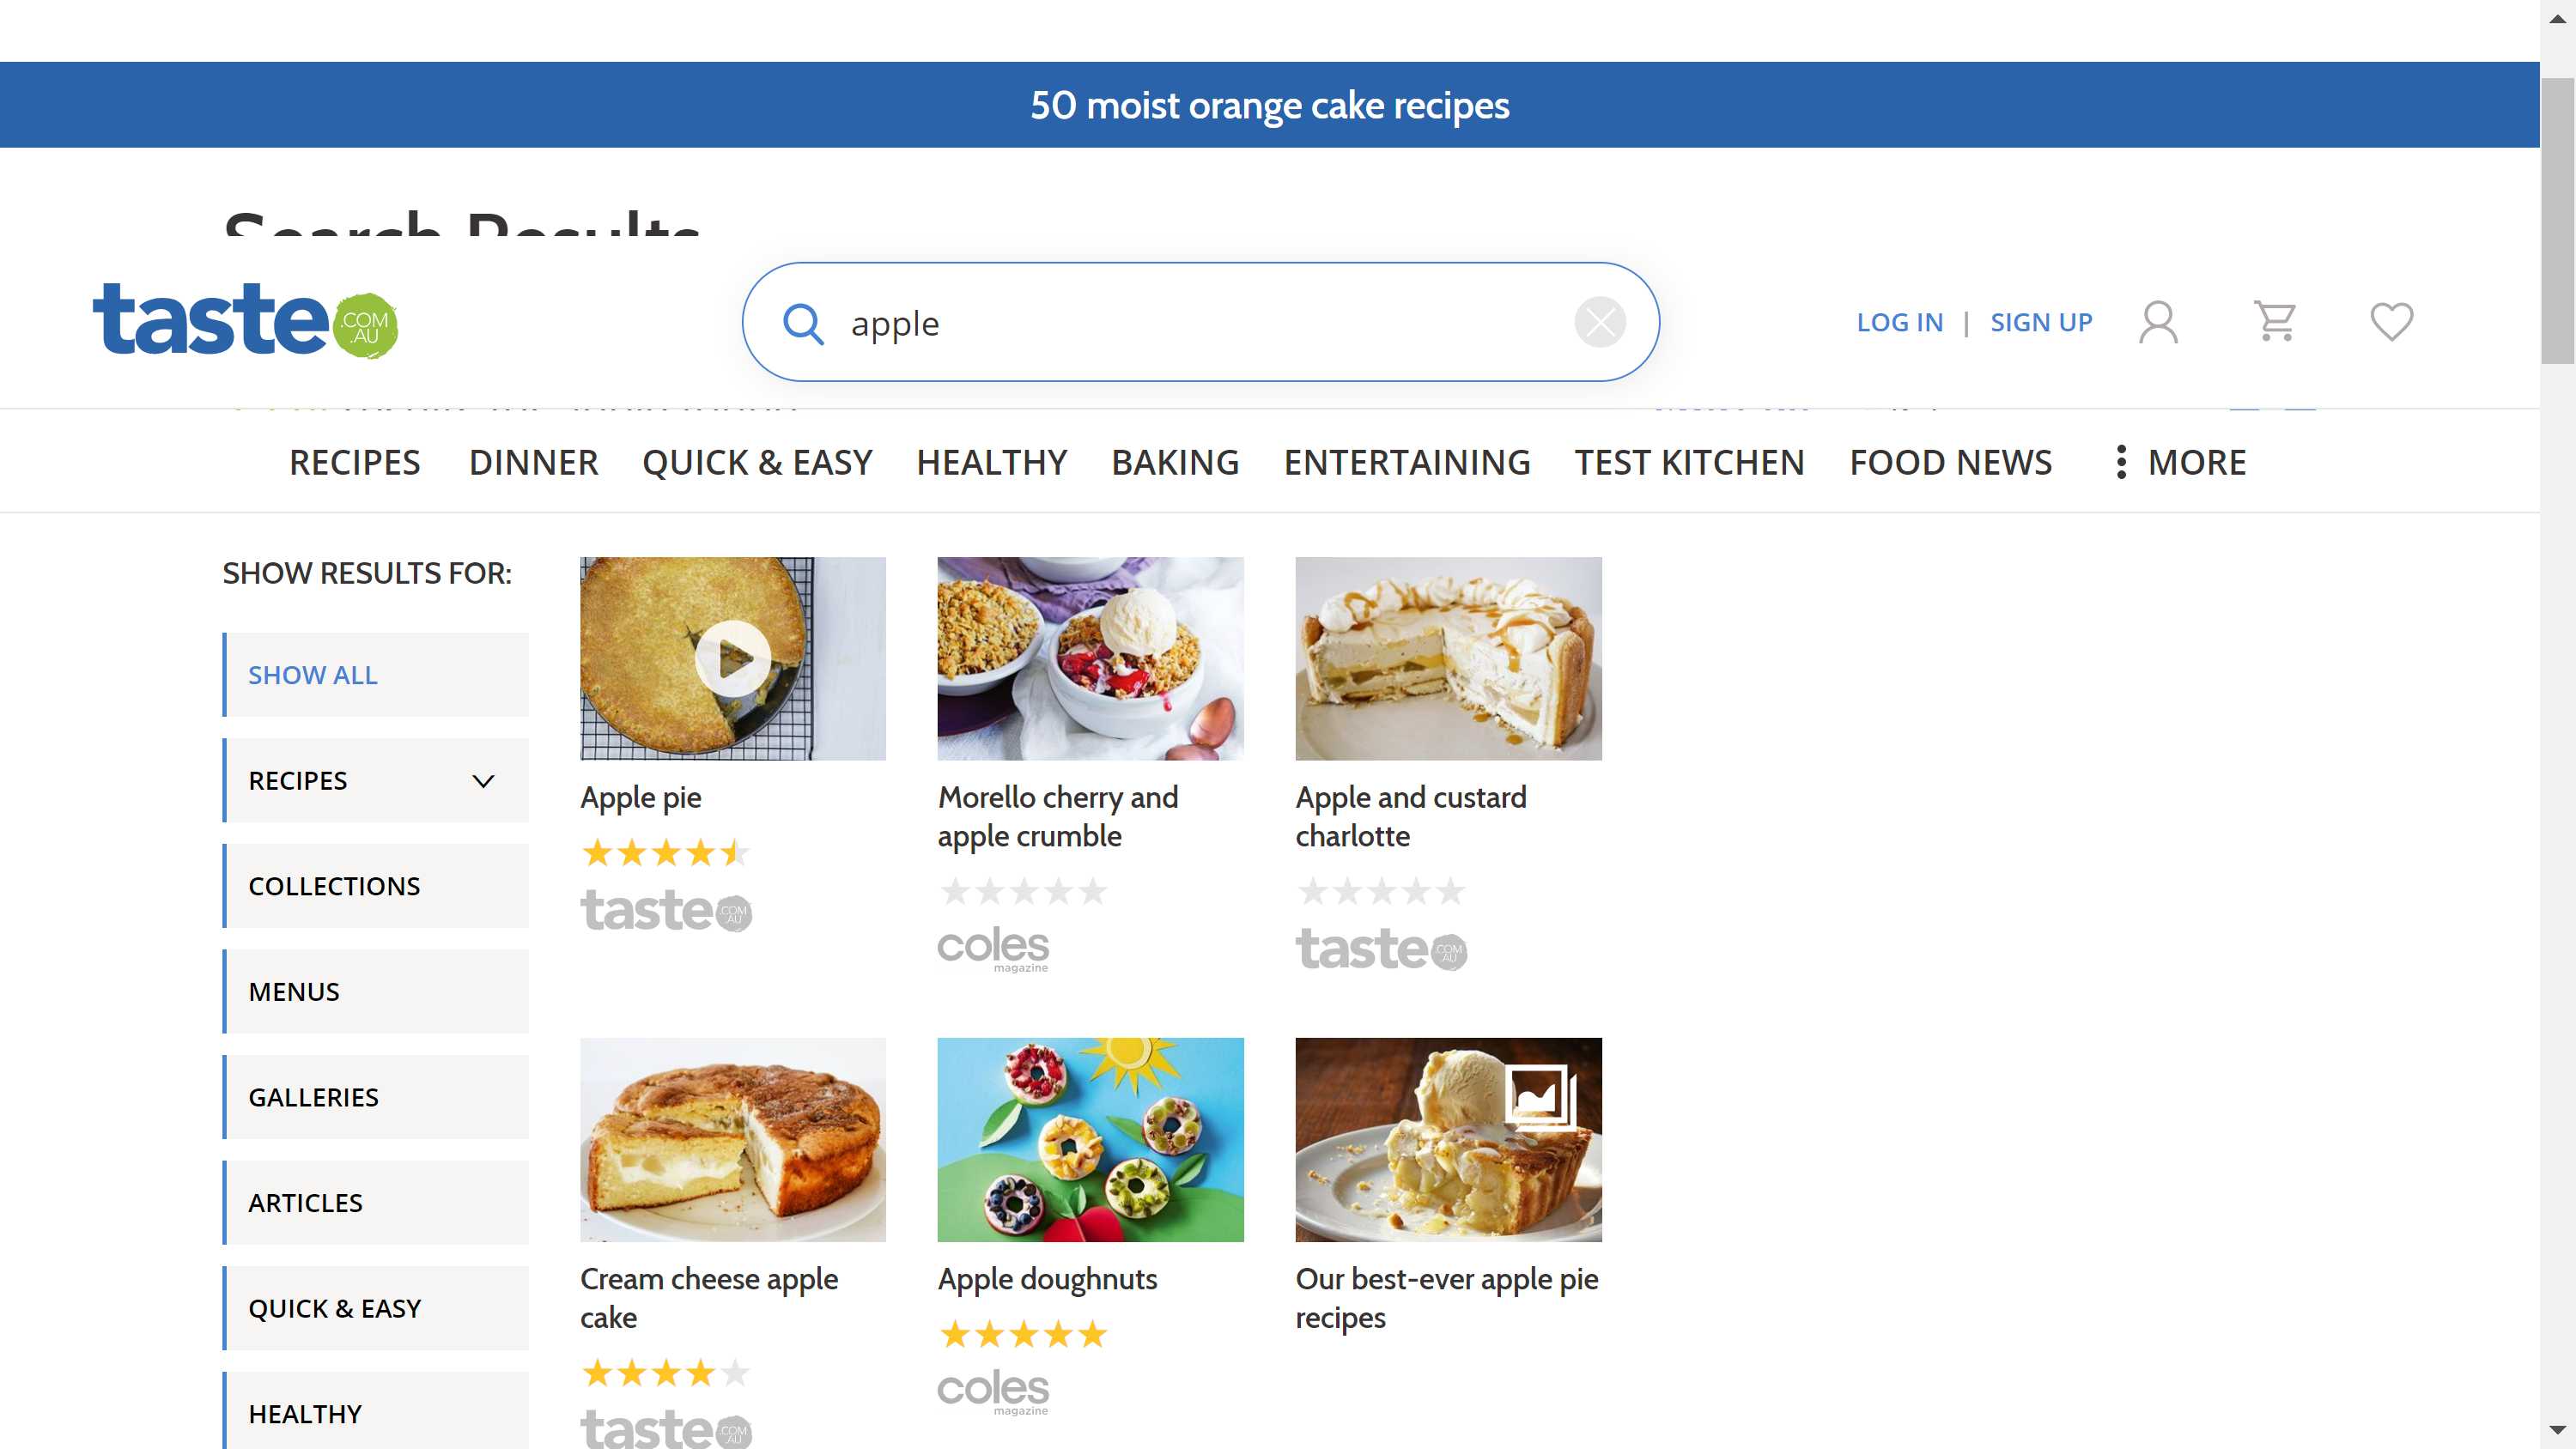 50 moist orange cake recipes
Search Results
taste.COM.AU
apple
LOG IN | SIGN UP
RECIPES DINNER QUICK & EASY HEALTHY BAKING ENTERTAINING TEST KITCHEN FOOD NEWS MORE
SHOW RESULTS FOR:
SHOW ALL
RECIPES
COLLECTIONS
MENUS
GALLERIES
ARTICLES
QUICK & EASY
HEALTHY
Apple pie
taste.COM.AU
Morello cherry and
apple crumble
coles
magazine
Apple and custard
charlotte
taste.COM.AU
Cream cheese apple
cake
taste.COM.AU
Apple doughnuts
coles
magazine
Our best-ever apple pie
recipes